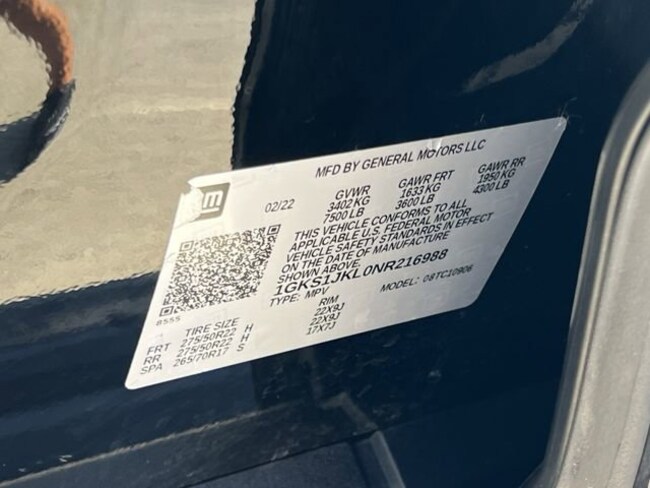 MFD BY GENERAL MOTORS LLC
gm
02/22
GVWR GAWR FRT GAWR RR
3402 KG 1633 KG 1950 KG
7500 LB 3600 LB 4300 LB
THIS VEHICLE CONFORMS TO ALL
APPLICABLE U.S. FEDERAL MOTOR
VEHICLE SAFETY STANDARDS IN EFFECT
ON THE DATE OF MANUFACTURE
SHOWN ABOVE.
1GKS1JKL0NR216988
TYPE: MPV MODEL: 08TC10906
#555
TIRE SIZE RIM
FRT 275/50R22 H 22X9J
RR 275/50R22 H 22X9J
SPA 265/70R17 S 17X7J